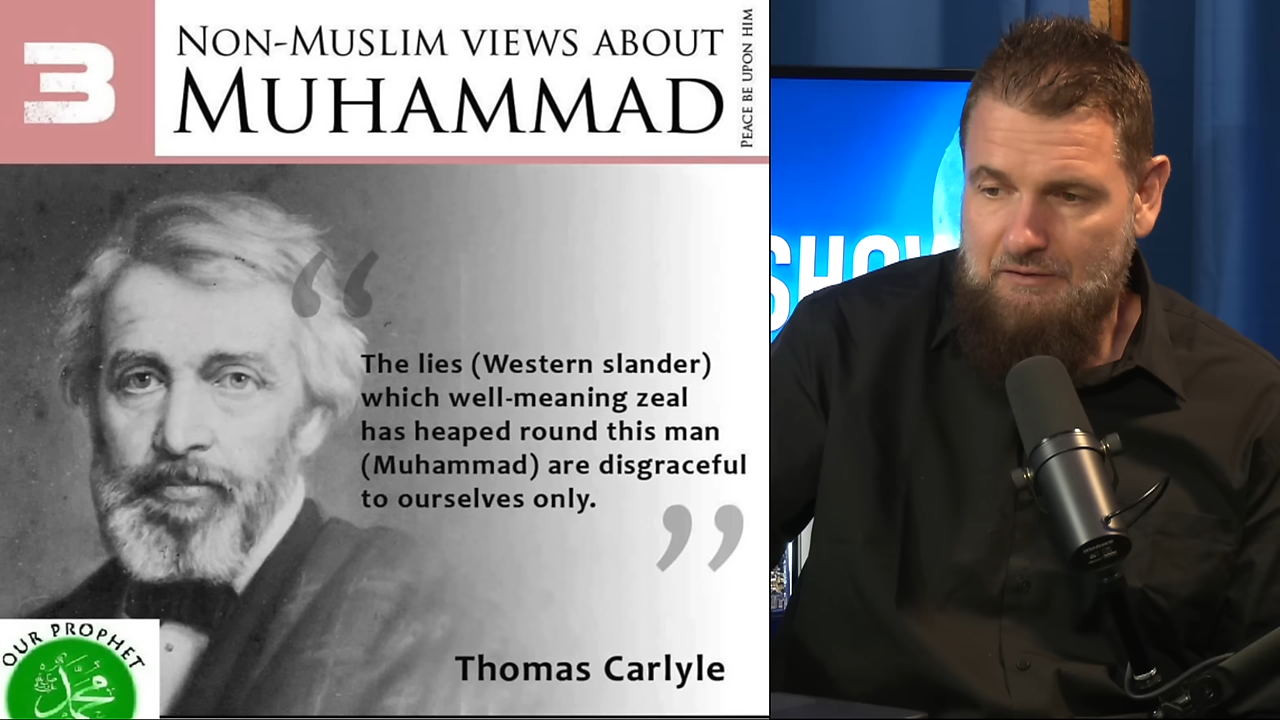 3
NON-MUSLIM VIEWS ABOUT
MUHAMMAD
PEACE BE UPON HIM
“
The lies (Western slander)
which well-meaning zeal
has heaped round this man
(Muhammad) are disgraceful
to ourselves only.
”
Thomas Carlyle
OUR PROPHET
محمد
SHOW